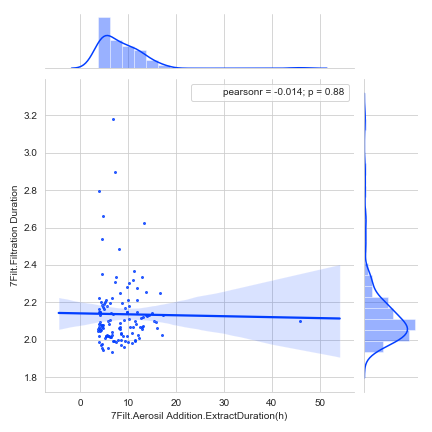 pearsonr = -0.014; p = 0.88
7Filt.Filtration Duration
3.2
3.0
2.8
2.6
2.4
2.2
2.0
1.8
0 10 20 30 40 50
7Filt.Aerosil Addition.ExtractDuration(h)